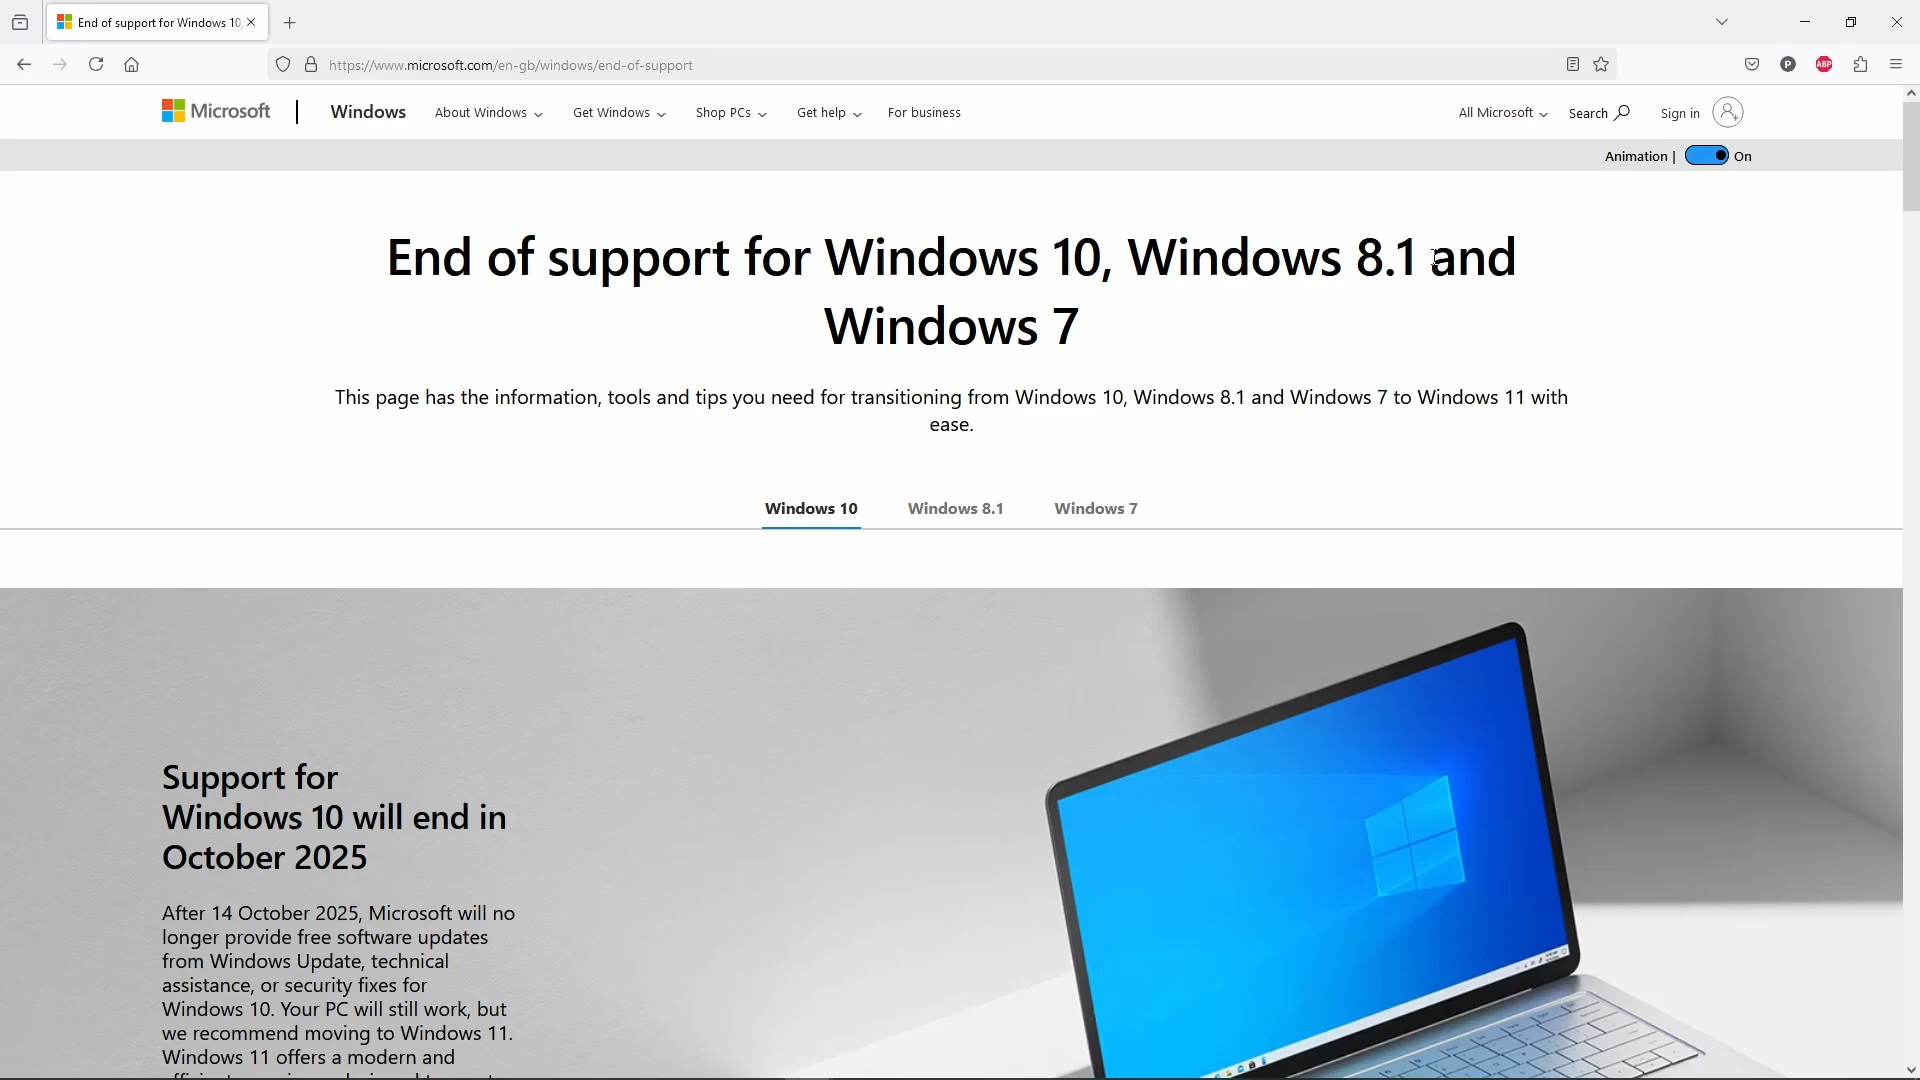 End of support for Windows 10,
https://www.microsoft.com/en-gb/windows/end-of-support
P
ABP
Microsoft
Windows
About Windows
Get Windows
Shop PCs
Get help
For business
All Microsoft
Search
Sign in
Animation | On
End of support for Windows 10, Windows 8.1 and
Windows 7
This page has the information, tools and tips you need for transitioning from Windows 10, Windows 8.1 and Windows 7 to Windows 11 with
ease.
Windows 10
Windows 8.1
Windows 7
Support for
Windows 10 will end in
October 2025
After 14 October 2025, Microsoft will no
longer provide free software updates
from Windows Update, technical
assistance, or security fixes for
Windows 10. Your PC will still work, but
we recommend moving to Windows 11.
Windows 11 offers a modern and